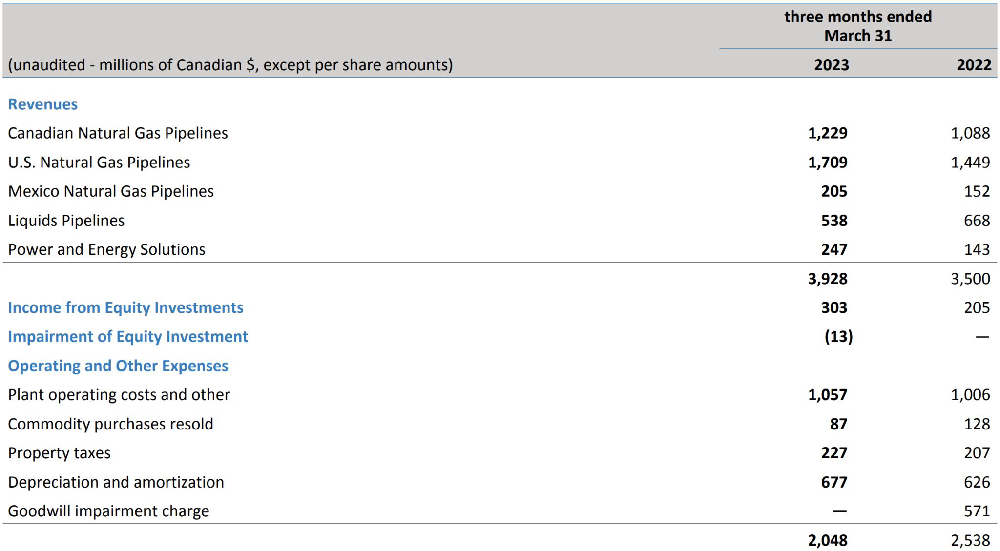 three months ended
March 31
(unaudited - millions of Canadian $, except per share amounts) 2023 2022
Revenues
Canadian Natural Gas Pipelines 1,229 1,088
U.S. Natural Gas Pipelines 1,709 1,449
Mexico Natural Gas Pipelines 205 152
Liquids Pipelines 538 668
Power and Energy Solutions 247 143
3,928 3,500
Income from Equity Investments 303 205
Impairment of Equity Investment (13) —
Operating and Other Expenses
Plant operating costs and other 1,057 1,006
Commodity purchases resold 87 128
Property taxes 227 207
Depreciation and amortization 677 626
Goodwill impairment charge — 571
2,048 2,538